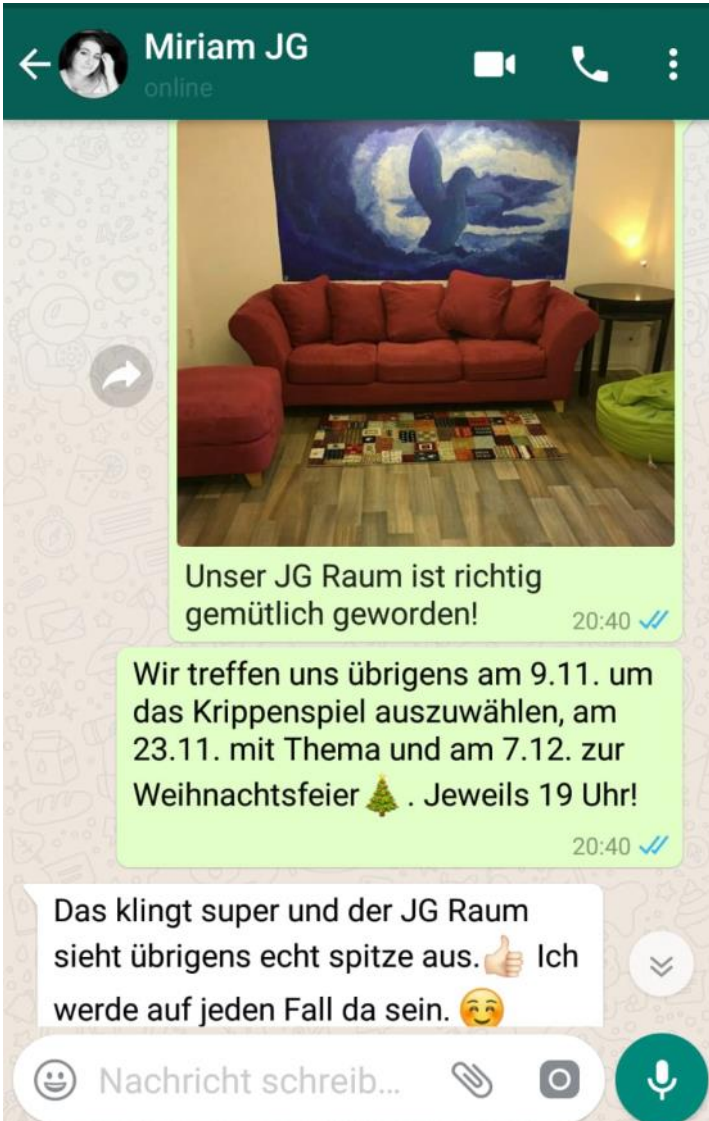 Miriam JG
online
Unser JG Raum ist richtig
gemütlich geworden!
20:40
Wir treffen uns übrigens am 9.11. um
das Krippenspiel auszuwählen, am
23.11. mit Thema und am 7.12. zur
Weihnachtsfeier 🎄 . Jeweils 19 Uhr!
20:40
Das klingt super und der JG Raum
sieht übrigens echt spitze aus.👍🏻 Ich
werde auf jeden Fall da sein. ☺️
Nachricht schreib...